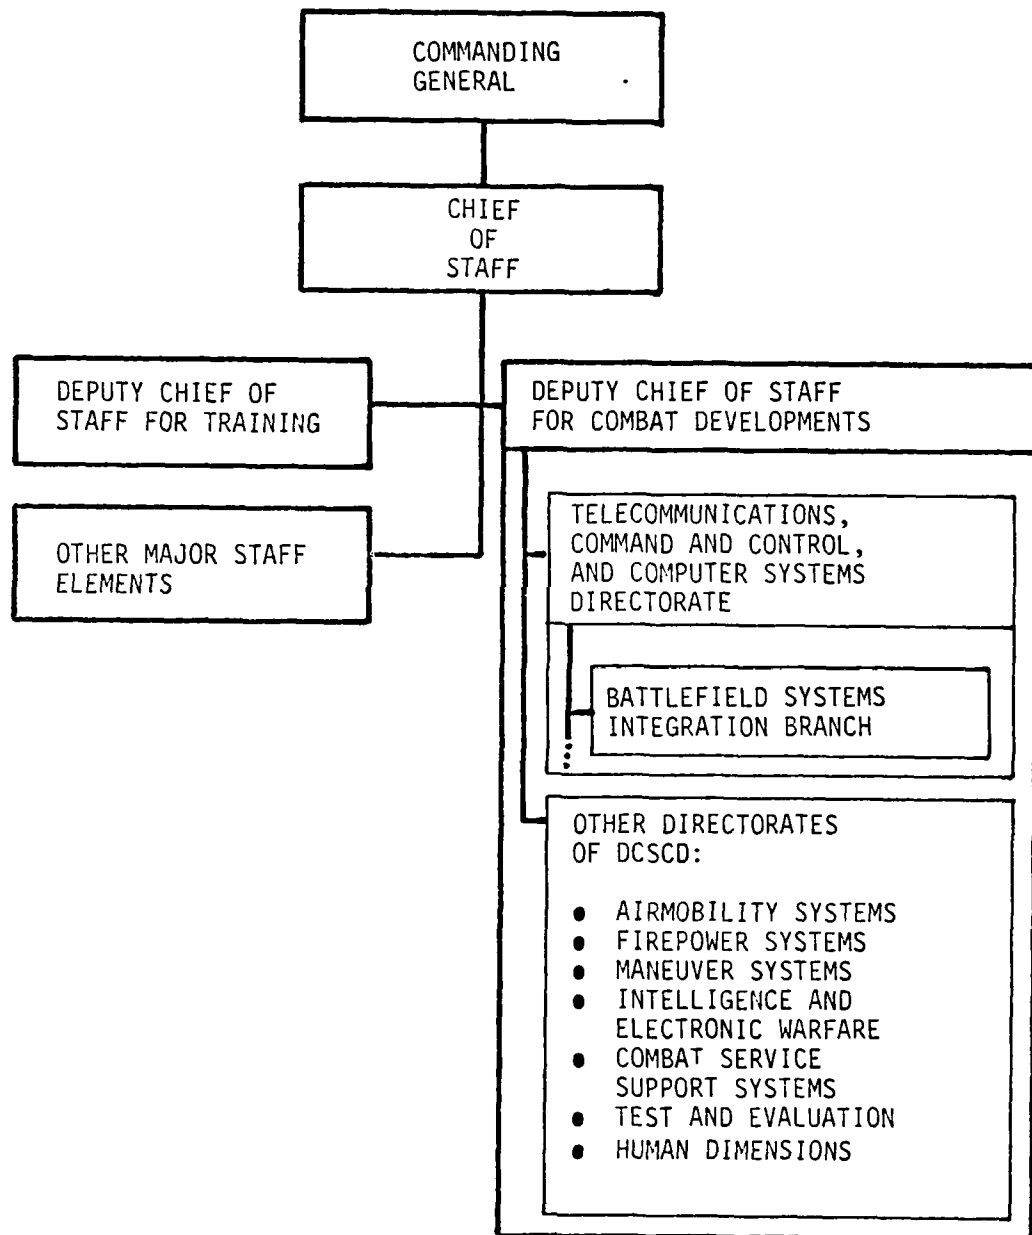 COMMANDING
GENERAL
CHIEF
OF
STAFF
DEPUTY CHIEF OF
STAFF FOR TRAINING
DEPUTY CHIEF OF STAFF
FOR COMBAT DEVELOPMENTS
OTHER MAJOR STAFF
ELEMENTS
TELECOMMUNICATIONS,
COMMAND AND CONTROL,
AND COMPUTER SYSTEMS
DIRECTORATE
BATTLEFIELD SYSTEMS
INTEGRATION BRANCH
OTHER DIRECTORATES
OF DCSCD:
● AIRMOBILITY SYSTEMS
● FIREPOWER SYSTEMS
● MANEUVER SYSTEMS
● INTELLIGENCE AND
ELECTRONIC WARFARE
● COMBAT SERVICE
SUPPORT SYSTEMS
● TEST AND EVALUATION
● HUMAN DIMENSIONS